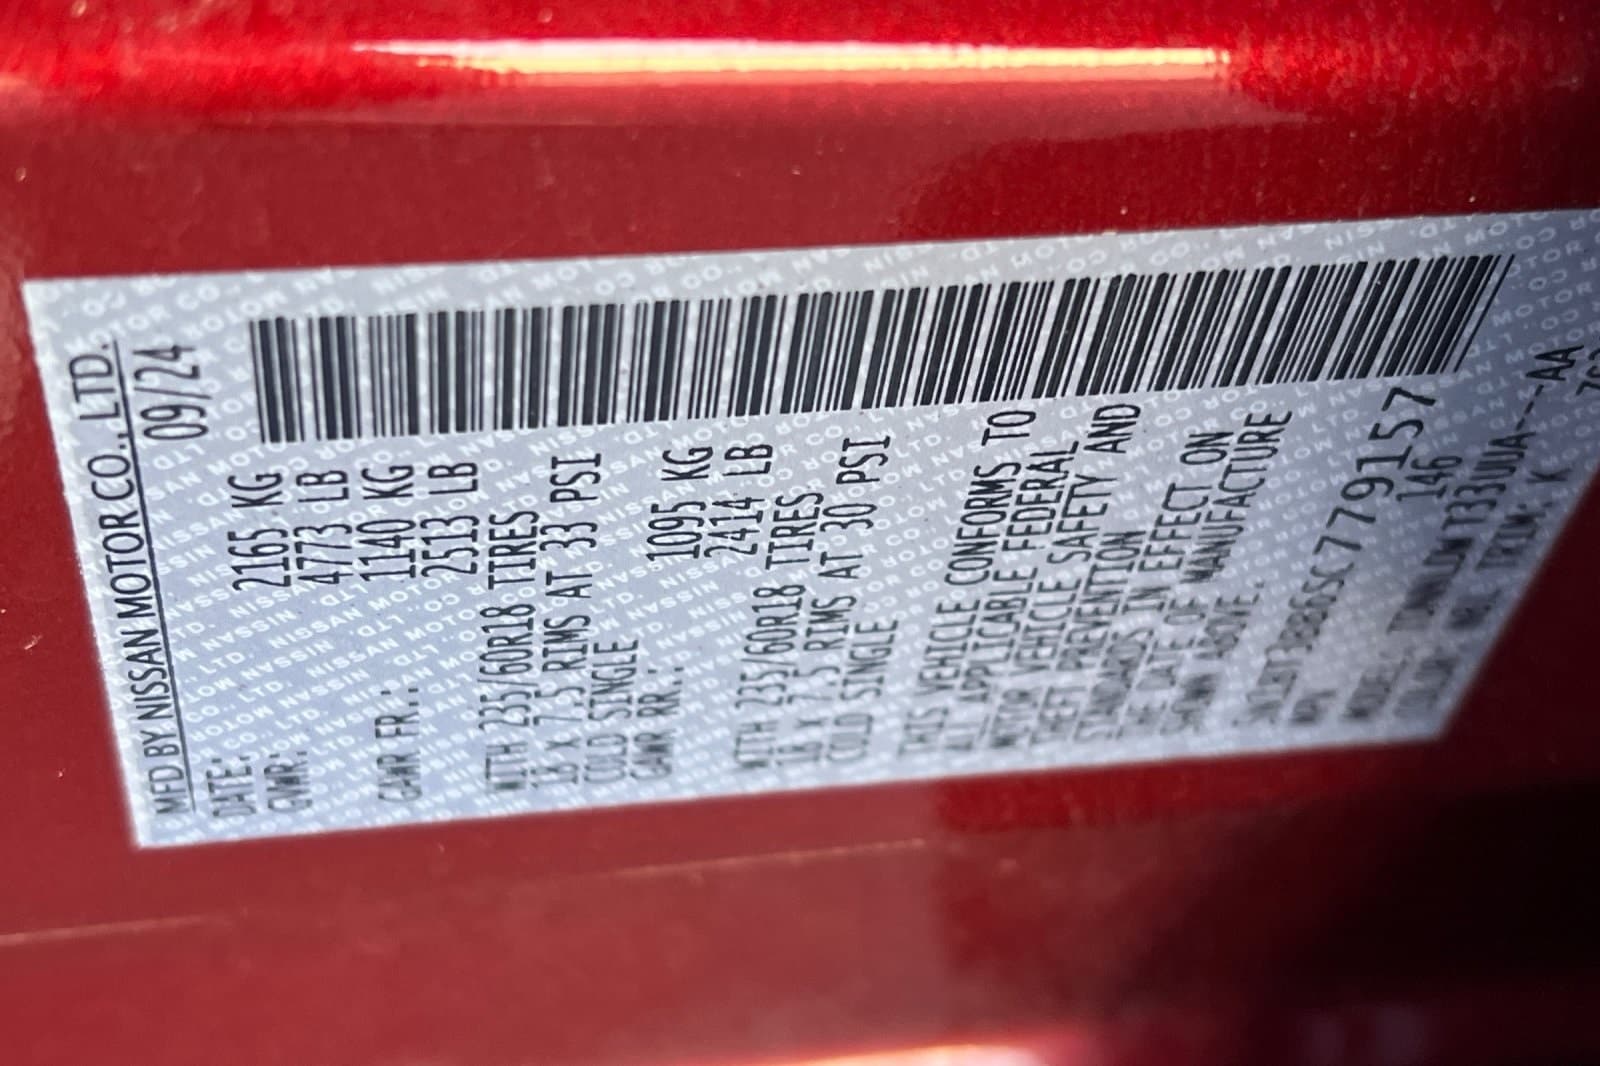 MFD BY NISSAN MOTOR CO., LTD.
DATE: 09/24
GVWR: 2165 KG
4773 LB
GAWR FR.: 1140 KG
2513 LB
WITH 235/60R18 TIRES
18 X 7.5 RIMS AT 33 PSI
COLD SINGLE
GAWR RR.: 1095 KG
2414 LB
WITH 235/60R18 TIRES
18 X 7.5 RIMS AT 30 PSI
COLD SINGLE
THIS VEHICLE CONFORMS TO
ALL APPLICABLE FEDERAL
MOTOR VEHICLE SAFETY AND
THEFT PREVENTION
STANDARDS IN EFFECT ON
THE DATE OF MANUFACTURE
SHOWN ABOVE.
MPV 146
MODEL:
COLOUR TRIM: K